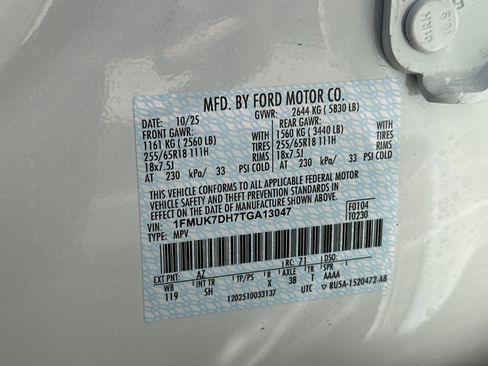 MFD. BY FORD MOTOR CO.
DATE: 10/25 GVWR: 2644 KG ( 5830 LB)
FRONT GAWR: REAR GAWR:
1161 KG ( 2560 LB) WITH 1560 KG ( 3440 LB) WITH
255/65R18 111H TIRES 255/65R18 111H TIRES
18x7.5J RIMS 18x7.5J RIMS
AT 230 kPa/ 33 PSI COLD AT 230 kPa/ 33 PSI COLD
THIS VEHICLE CONFORMS TO ALL APPLICABLE FEDERAL MOTOR
VEHICLE SAFETY AND THEFT PREVENTION STANDARDS IN EFFECT
ON THE DATE OF MANUFACTURE SHOWN ABOVE.
VIN: 1FMUK7DH7TGA13047 F0104
TYPE: MPV T0230
EXT PNT: AZ RC: 71 DSO:
WB INT TR TP/PS R AXLE TR SPR
119 SH X 3B T AAAA
1202510033137 UTC RU5A-1520472-AB